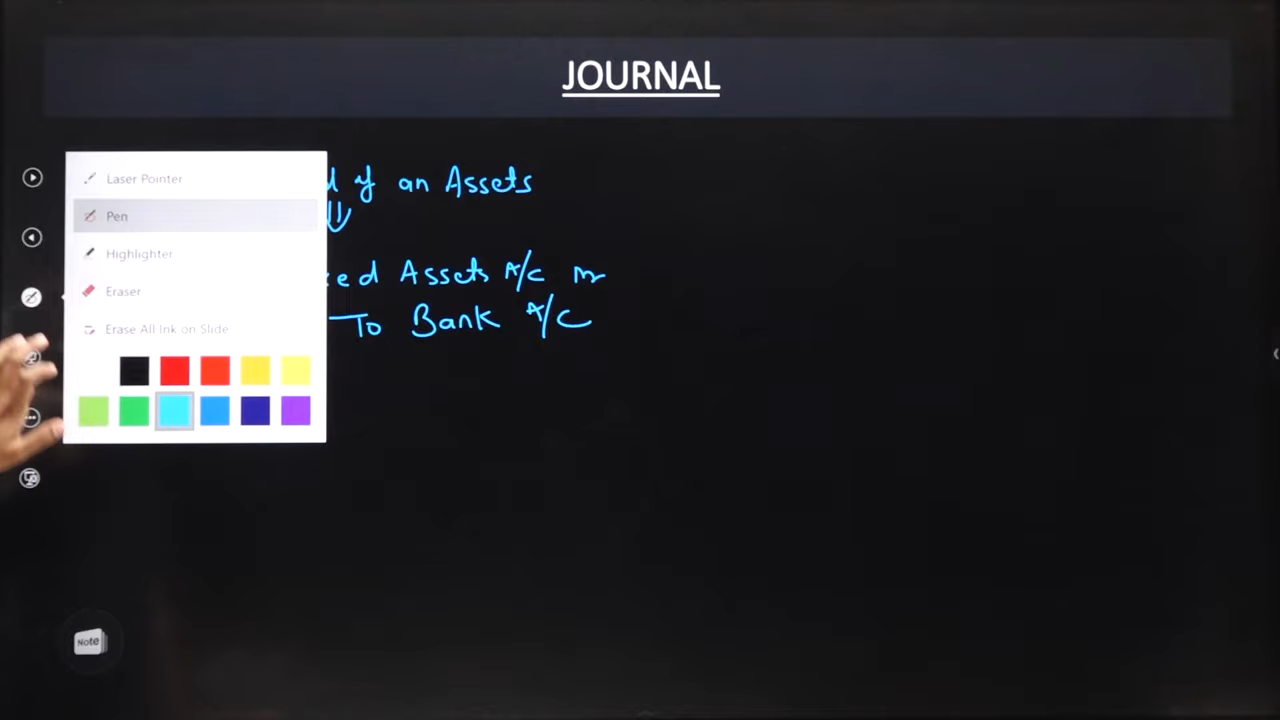 JOURNAL
Laser Pointer
Pen
Highlighter
Eraser
Erase All Ink on Slide
if an Assets
ed Assets A/C Dr
To Bank A/C
Note